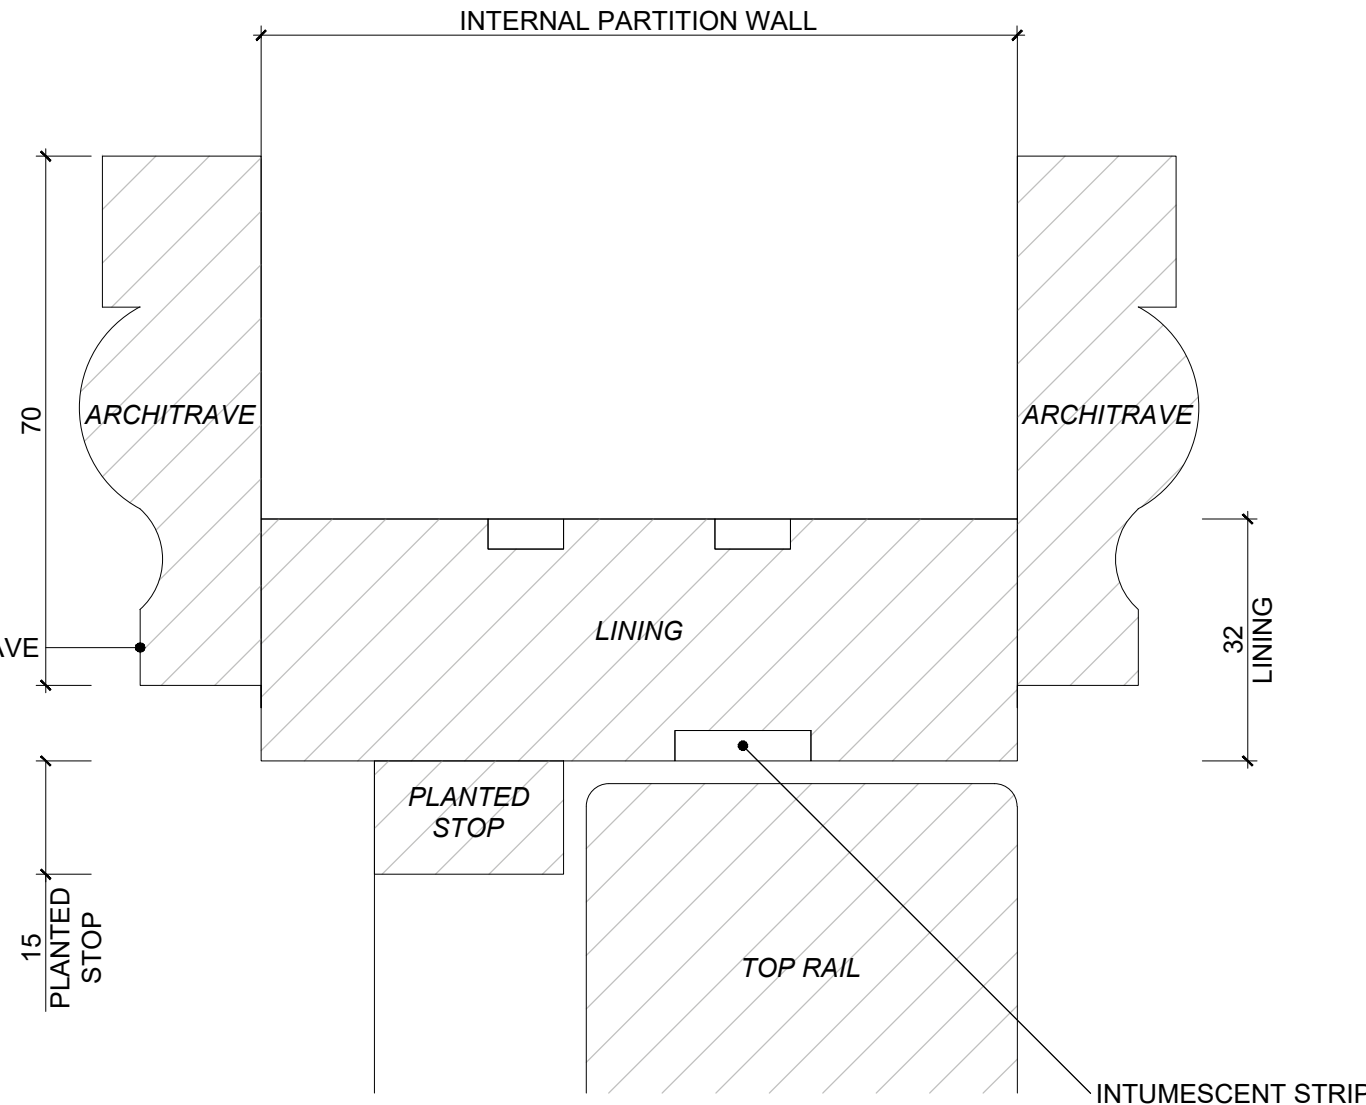 INTERNAL PARTITION WALL
70
ARCHITRAVE
ARCHITRAVE
LINING
32
LINING
PLANTED
STOP
15
PLANTED
STOP
TOP RAIL
INTUMESCENT STRIP